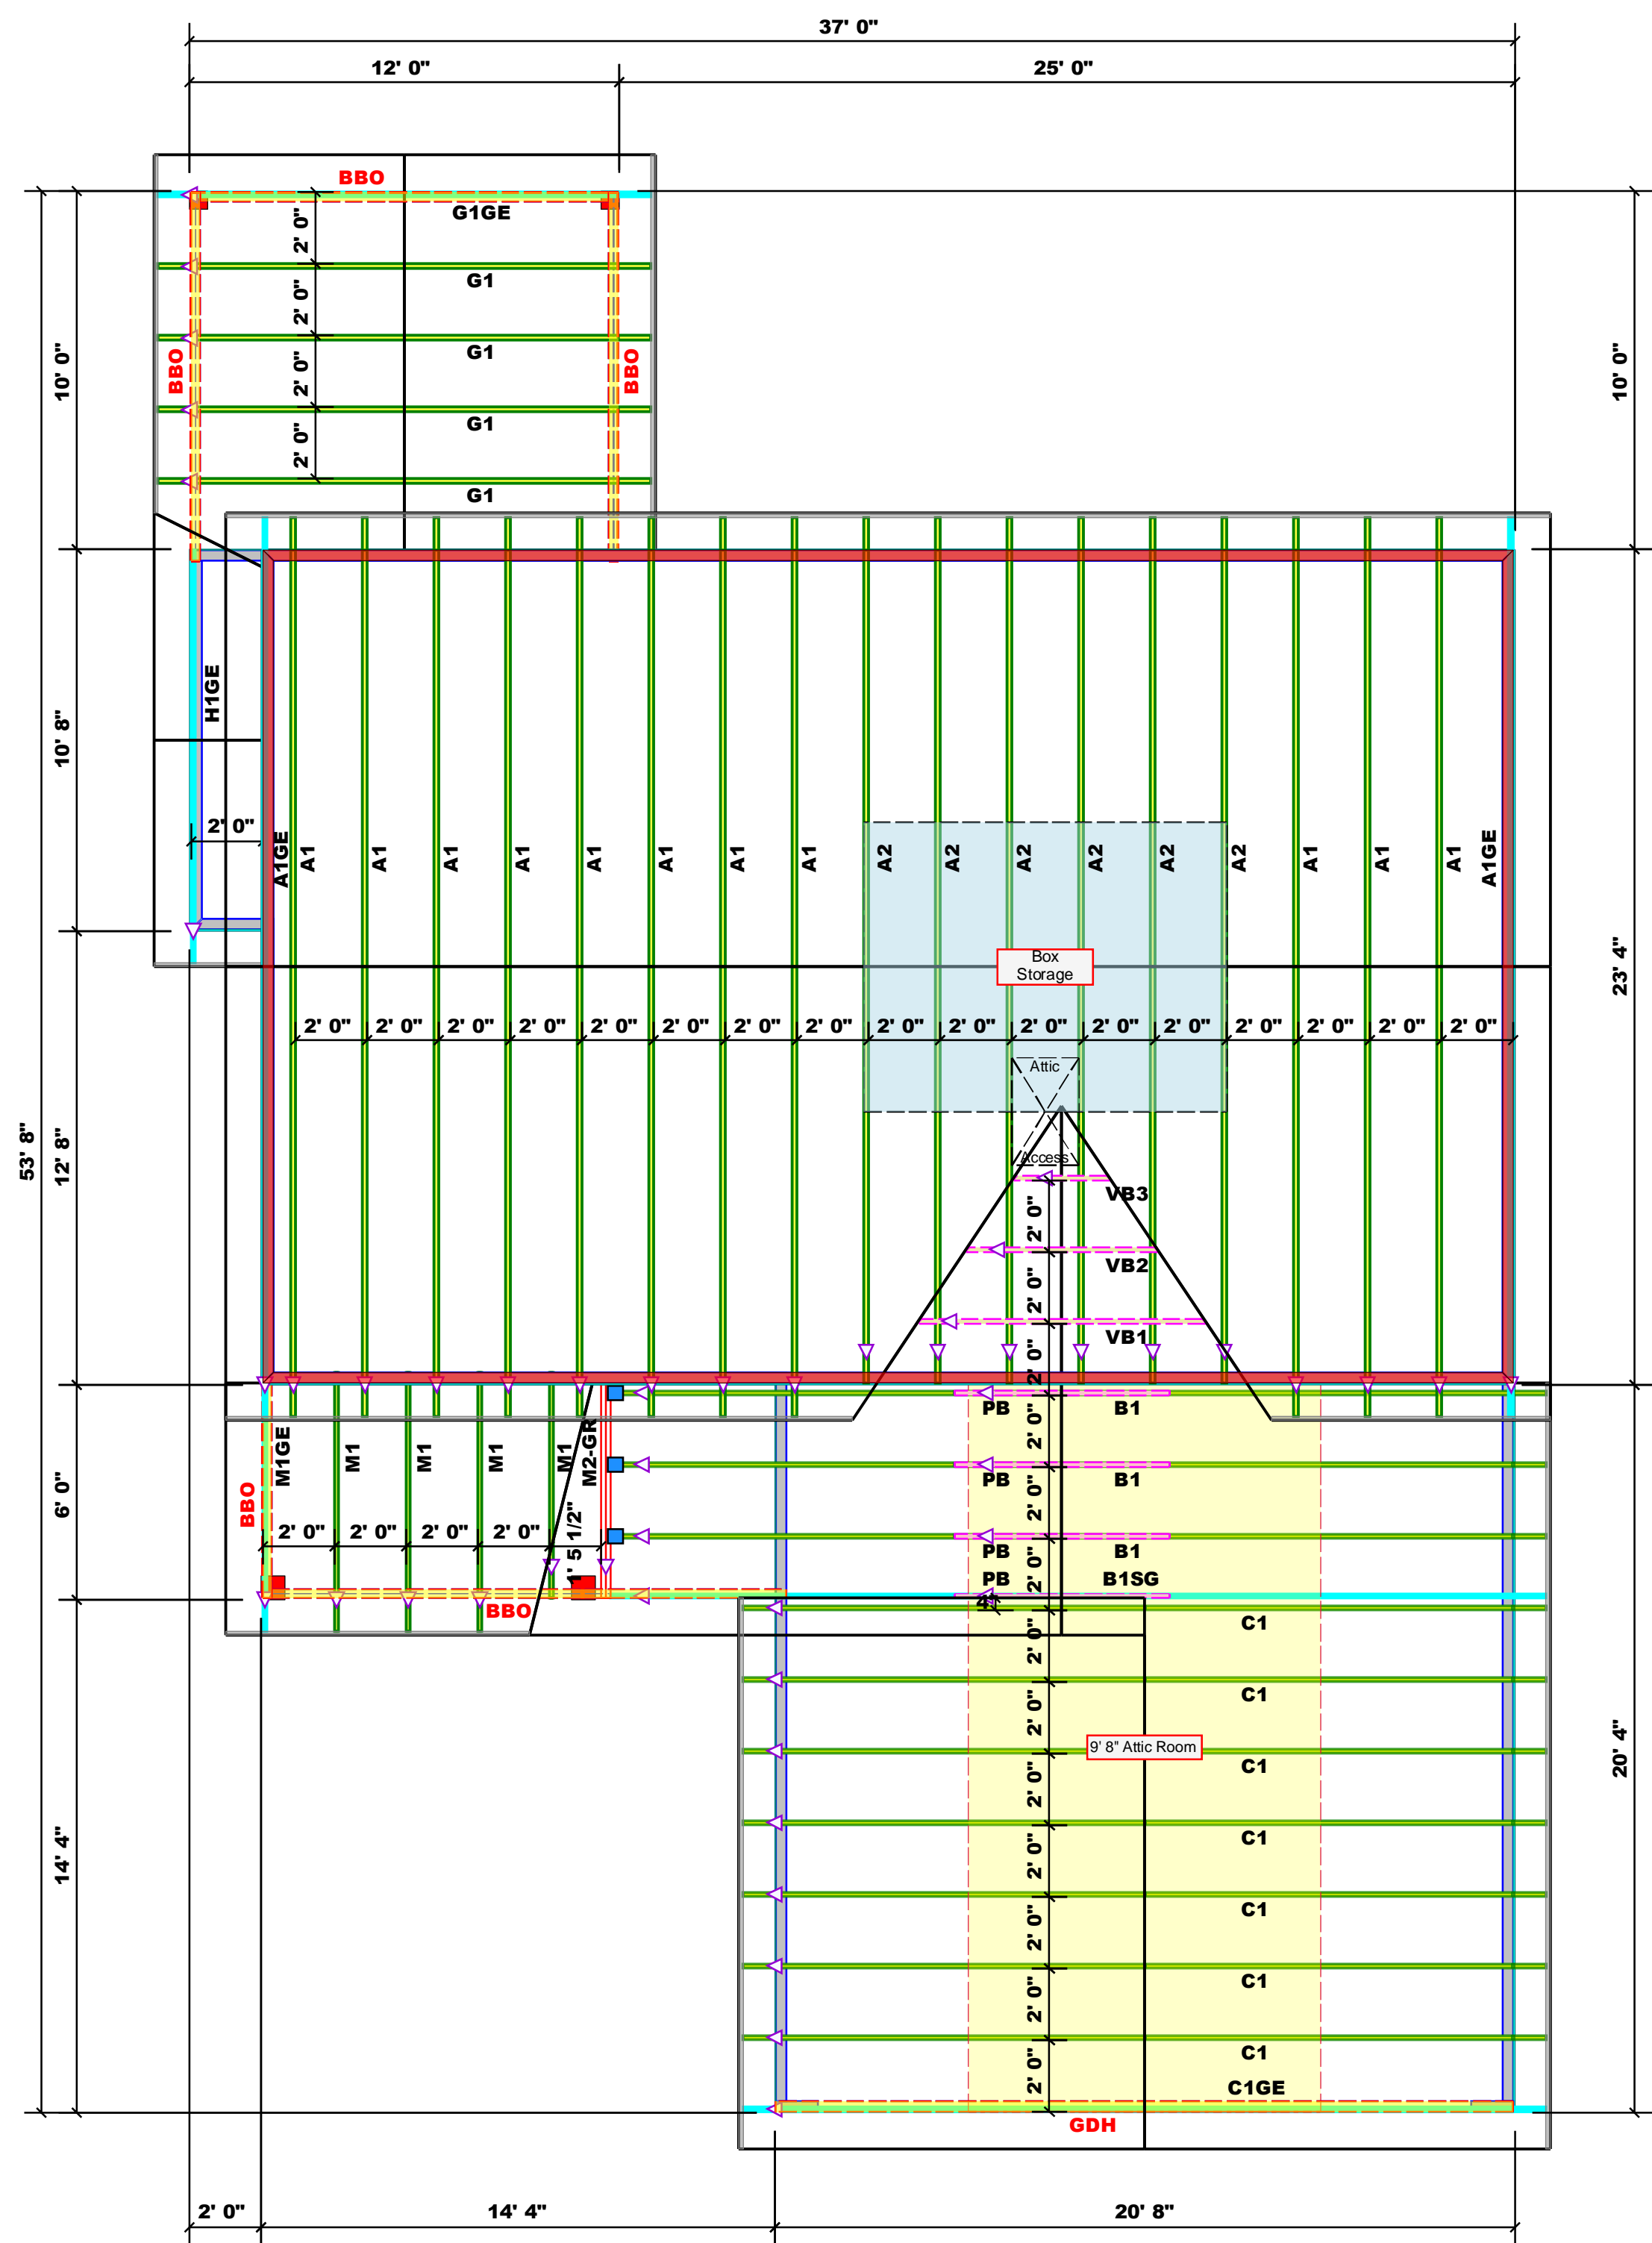 37' 0"
12' 0" 25' 0"
BBO
G1GE
2' 0"
G1
2' 0"
G1
BBO
BBO
10' 0"
10' 0"
2' 0"
G1
2' 0"
G1
H1GE
10' 8"
2' 0"
A1GE A1 A1 A1 A1 A1 A1 A1 A1 A2 A2 A2 A2 A2 A2 A1 A1 A1 A1GE
Box
Storage
23' 4"
2' 0" 2' 0" 2' 0" 2' 0" 2' 0" 2' 0" 2' 0" 2' 0" 2' 0" 2' 0" 2' 0" 2' 0" 2' 0" 2' 0" 2' 0" 2' 0" 2' 0"
Attic
Access
53' 8"
12' 8"
VB3
2' 0"
VB2
2' 0"
VB1
2' 0"
PB B1
2' 0"
M1GE M1 M1 M1 M1 M2-GR
PB B1
BBO
6' 0"
2' 0" 2' 0" 2' 0" 2' 0" 1' 5 1/2"
2' 0"
PB B1
2' 0"
PB B1SG
BBO
4"
C1
2' 0"
C1
2' 0"
9' 8" Attic Room
C1
20' 4"
2' 0"
C1
14' 4"
2' 0"
C1
2' 0"
C1
2' 0"
C1
2' 0"
C1GE
GDH
2' 0" 14' 4" 20' 8"